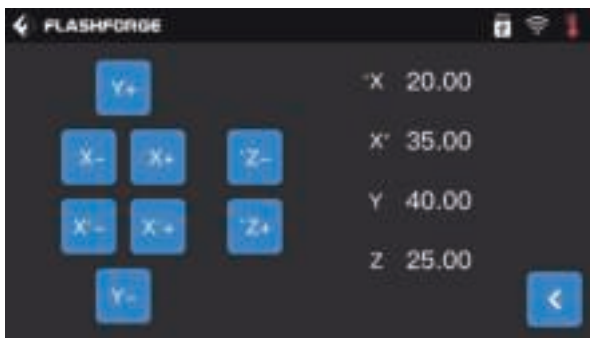 FLASHFORGE
Y+
'X 20.00
X- X+ 'Z-
X' 35.00
Y 40.00
X'- X'+ 'Z+
Z 25.00
Y-